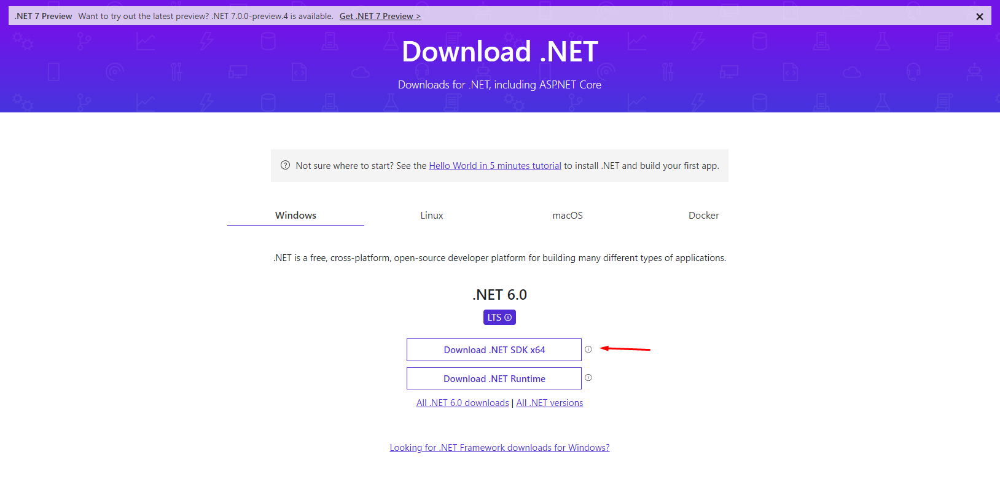 .NET 7 Preview Want to try out the latest preview? .NET 7.0.0-preview.4 is available. Get .NET 7 Preview >
Download .NET
Downloads for .NET, including ASP.NET Core
Not sure where to start? See the Hello World in 5 minutes tutorial to install .NET and build your first app.
Windows Linux macOS Docker
.NET is a free, cross-platform, open-source developer platform for building many different types of applications.
.NET 6.0
LTS
Download .NET SDK x64
Download .NET Runtime
All .NET 6.0 downloads | All .NET versions
Looking for .NET Framework downloads for Windows?